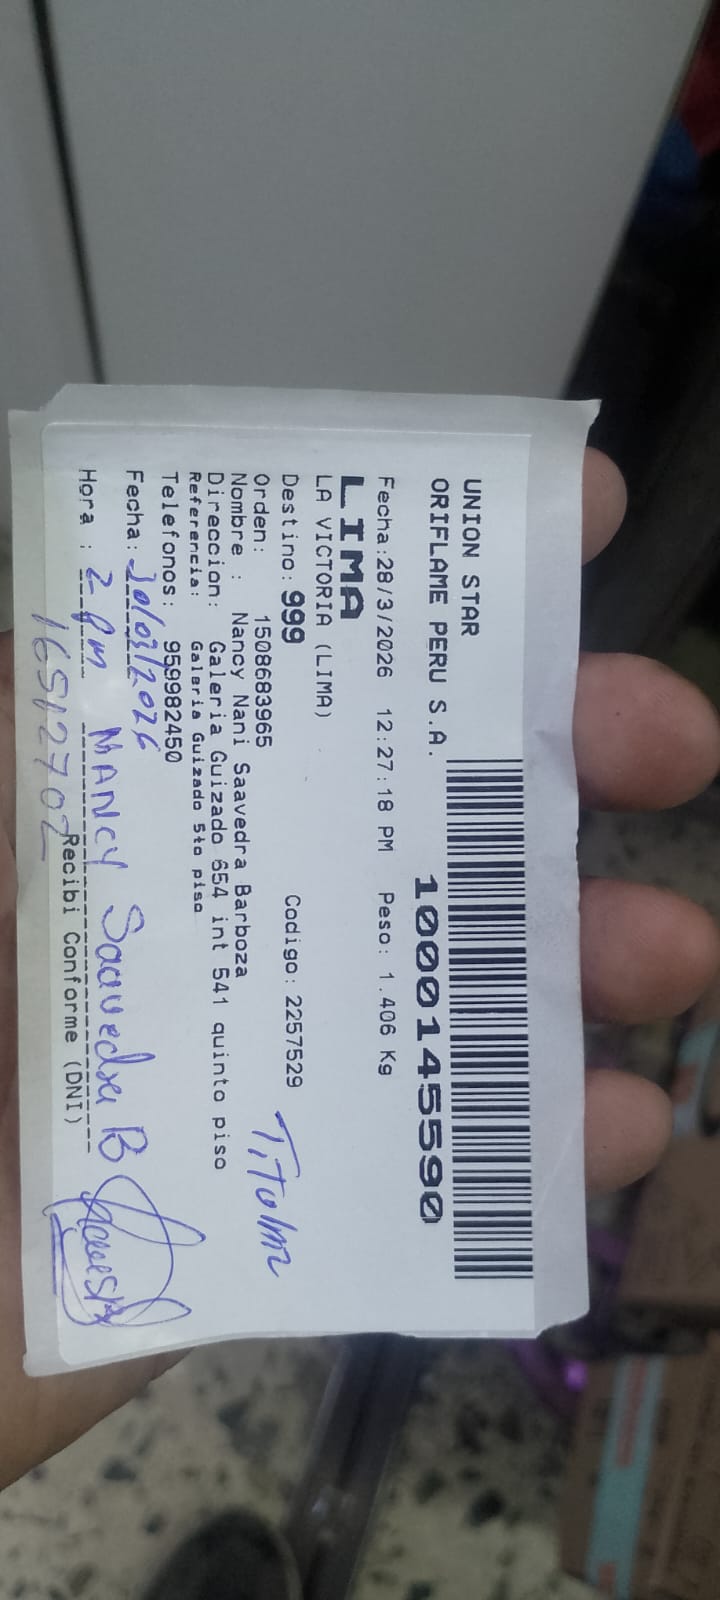 UNION STAR
ORIFLAME PERU S.A.
1000145590
Fecha:28/3/2026 12:27:18 PM Peso: 1.406 Kg
LIMA
LA VICTORIA (LIMA)
Destino: 999 Codigo: 2257529
Orden: 1508683965 Titular
Nombre : Nancy Nani Saavedra Barboza
Direccion: Galeria Guizado 654 int 541 quinto piso
Referencia: Galeria Guizado 5to piso
Telefonos: 959982450
Fecha: 30/03/2026
Hora : 2 pm NANCY Saavedra B
Recibi Conforme (DNI)
16512702